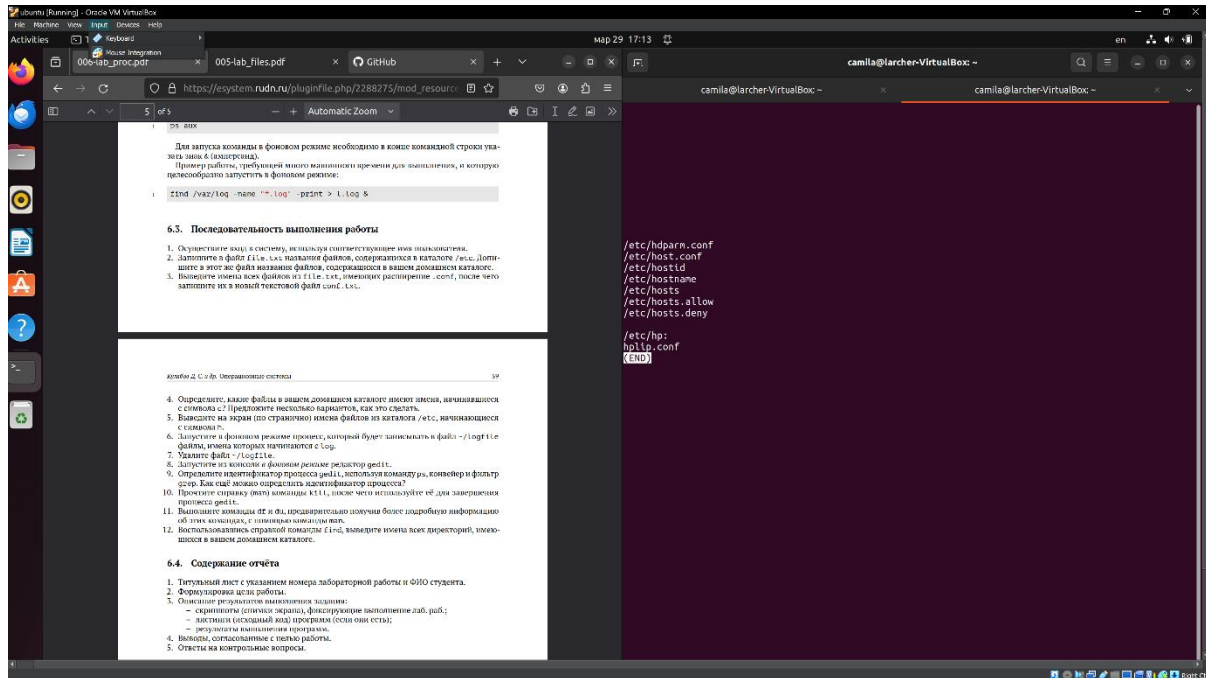 ubuntu [Running] - Oracle VM VirtualBox
File Machine View Input Devices Help
Keyboard
Mouse Integration
Activities
мар 29 17:13
en
006-lab_proc.pdf
005-lab_files.pdf
GitHub
https://esystem.rudn.ru/pluginfile.php/2288275/mod_resource
5 of 5
Automatic Zoom
1 ps aux
Для запуска команды в фоновом режиме необходимо в конце командной строки ука-
зать знак & (амперсанд).
Пример работы, требующей много машинного времени для выполнения, и которую
целесообразно запустить в фоновом режиме:
1 find /var/log -name "*.log" -print > l.log &
6.3. Последовательность выполнения работы
1. Осуществите вход в систему, используя соответствующее имя пользователя.
2. Запишите в файл file.txt названия файлов, содержащихся в каталоге /etc. Допи-
шите в этот же файл названия файлов, содержащихся в вашем домашнем каталоге.
3. Выведите имена всех файлов из file.txt, имеющих расширение .conf, после чего
запишите их в новый текстовой файл conf.txt.
Кулябов Д. С. и др. Операционные системы 59
4. Определите, какие файлы в вашем домашнем каталоге имеют имена, начинавшиеся
с символа c? Предложите несколько вариантов, как это сделать.
5. Выведите на экран (по странично) имена файлов из каталога /etc, начинающиеся
с символа h.
6. Запустите в фоновом режиме процесс, который будет записывать в файл ~/logfile
файлы, имена которых начинаются с log.
7. Удалите файл ~/logfile.
8. Запустите из консоли в фоновом режиме редактор gedit.
9. Определите идентификатор процесса gedit, используя команду ps, конвейер и фильтр
grep. Как ещё можно определить идентификатор процесса?
10. Прочтите справку (man) команды kill, после чего используйте её для завершения
процесса gedit.
11. Выполните команды df и du, предварительно получив более подробную информацию
об этих командах, с помощью команды man.
12. Воспользовавшись справкой команды find, выведите имена всех директорий, имею-
щихся в вашем домашнем каталоге.
6.4. Содержание отчёта
1. Титульный лист с указанием номера лабораторной работы и ФИО студента.
2. Формулировка цели работы.
3. Описание результатов выполнения задания:
– скриншоты (снимки экрана), фиксирующие выполнение лаб. раб.;
– листинги (исходный код) программ (если они есть);
– результаты выполнения программ.
4. Выводы, согласованные с целью работы.
5. Ответы на контрольные вопросы.
camila@larcher-VirtualBox: ~
camila@larcher-VirtualBox: ~
camila@larcher-VirtualBox: ~
/etc/hdparm.conf
/etc/host.conf
/etc/hostid
/etc/hostname
/etc/hosts
/etc/hosts.allow
/etc/hosts.deny
/etc/hp:
hplip.conf
(END)
Right Ct